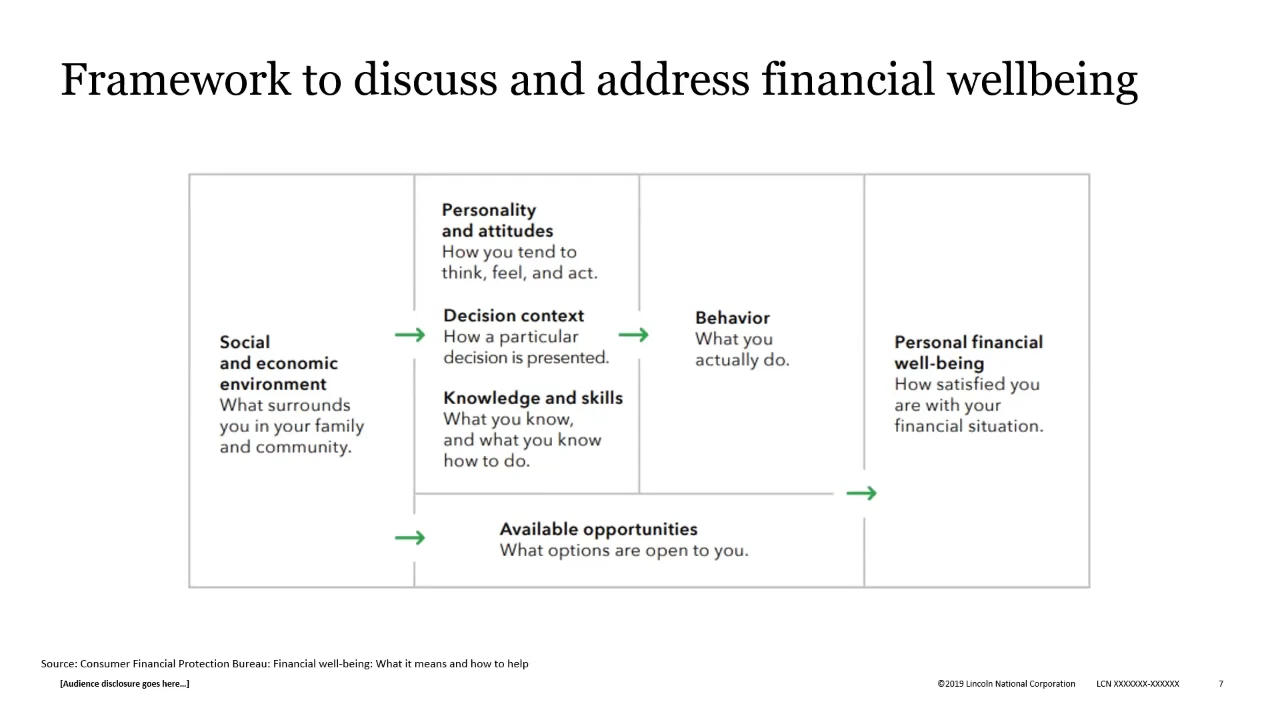 Framework to discuss and address financial wellbeing
Social
and economic
environment
What surrounds
you in your family
and community.
Personality
and attitudes
How you tend to
think, feel, and act.
Decision context
How a particular
decision is presented.
Knowledge and skills
What you know,
and what you know
how to do.
Behavior
What you
actually do.
Available opportunities
What options are open to you.
Personal financial
well-being
How satisfied you
are with your
financial situation.
Source: Consumer Financial Protection Bureau: Financial well-being: What it means and how to help
[Audience disclosure goes here...]
©2019 Lincoln National Corporation
LCN XXXXXXX-XXXXXX
7